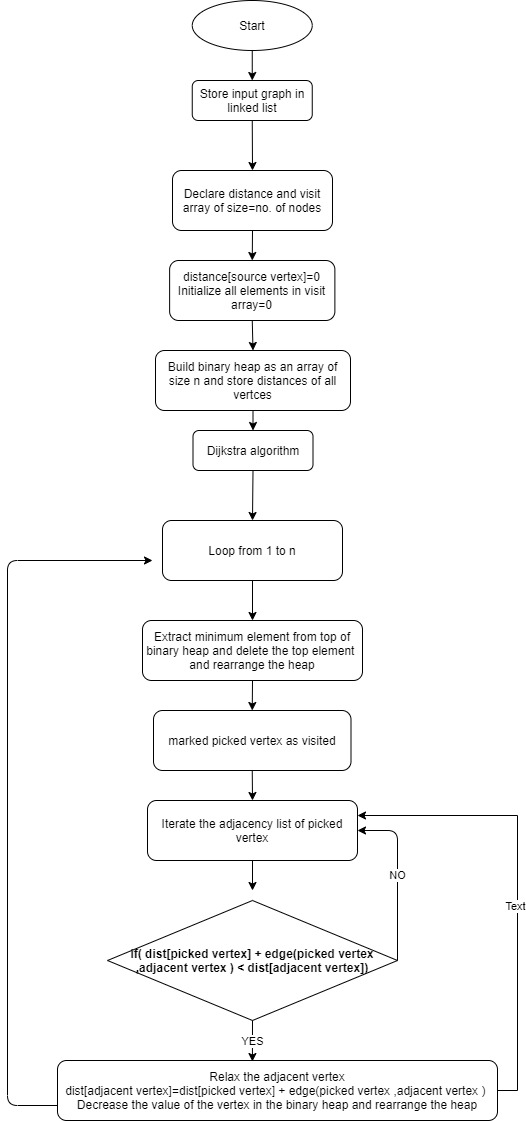 Start
Store input graph in
linked list
Declare distance and visit
array of size=no. of nodes
distance[source vertex]=0
Initialize all elements in visit
array=0
Build binary heap as an array of
size n and store distances of all
vertces
Dijkstra algorithm
Loop from 1 to n
Extract minimum element from top of
binary heap and delete the top element
and rearrange the heap
marked picked vertex as visited
Iterate the adjacency list of picked
vertex
NO
Text
if( dist[picked vertex] + edge(picked vertex
,adjacent vertex ) < dist[adjacent vertex])
YES
Relax the adjacent vertex
dist[adjacent vertex]=dist[picked vertex] + edge(picked vertex ,adjacent vertex )
Decrease the value of the vertex in the binary heap and rearrange the heap